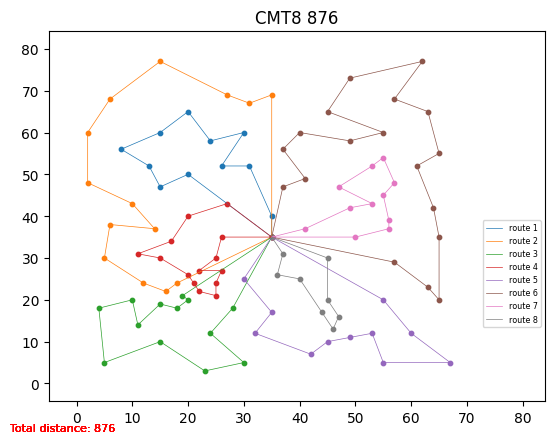 CMT8 876
80
70
60
50
40
30
20
10
0
0 10 20 30 40 50 60 70 80
route 1
route 2
route 3
route 4
route 5
route 6
route 7
route 8
Total distance: 876